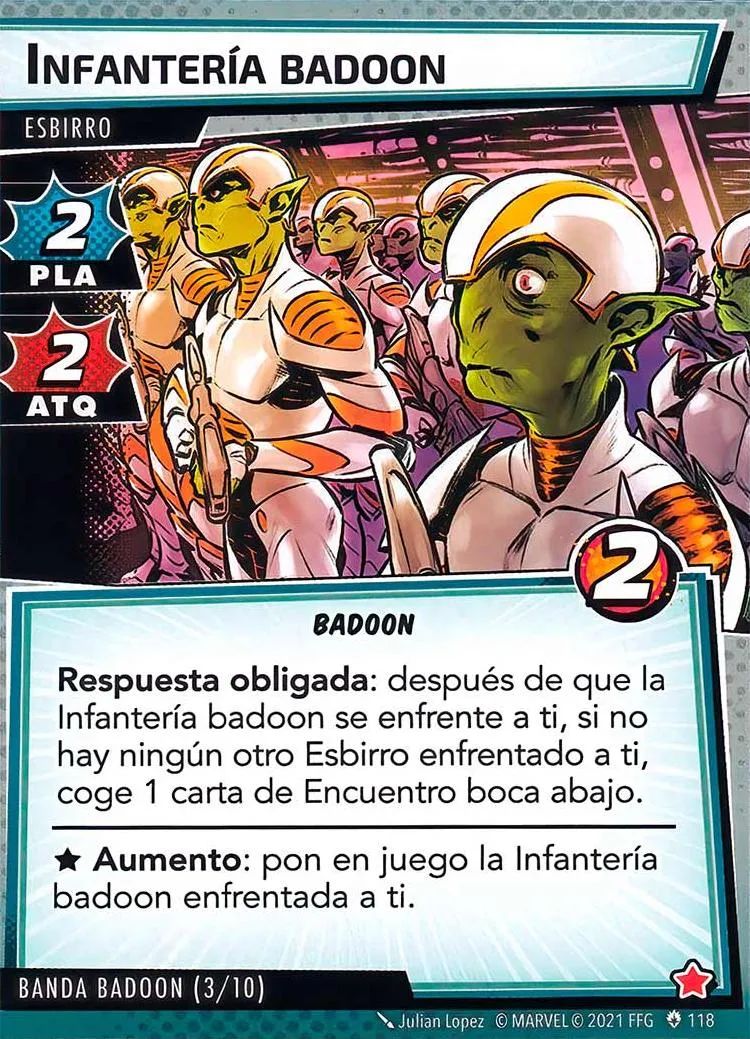 INFANTERÍA BADOON
ESBIRRO
2
PLA
2
ATQ
2
BADOON
Respuesta obligada: después de que la
Infantería badoon se enfrente a ti, si no
hay ningún otro Esbirro enfrentado a ti,
coge 1 carta de Encuentro boca abajo.
★ Aumento: pon en juego la Infantería
badoon enfrentada a ti.
BANDA BADOON (3/10)
Julian Lopez © MARVEL © 2021 FFG 118